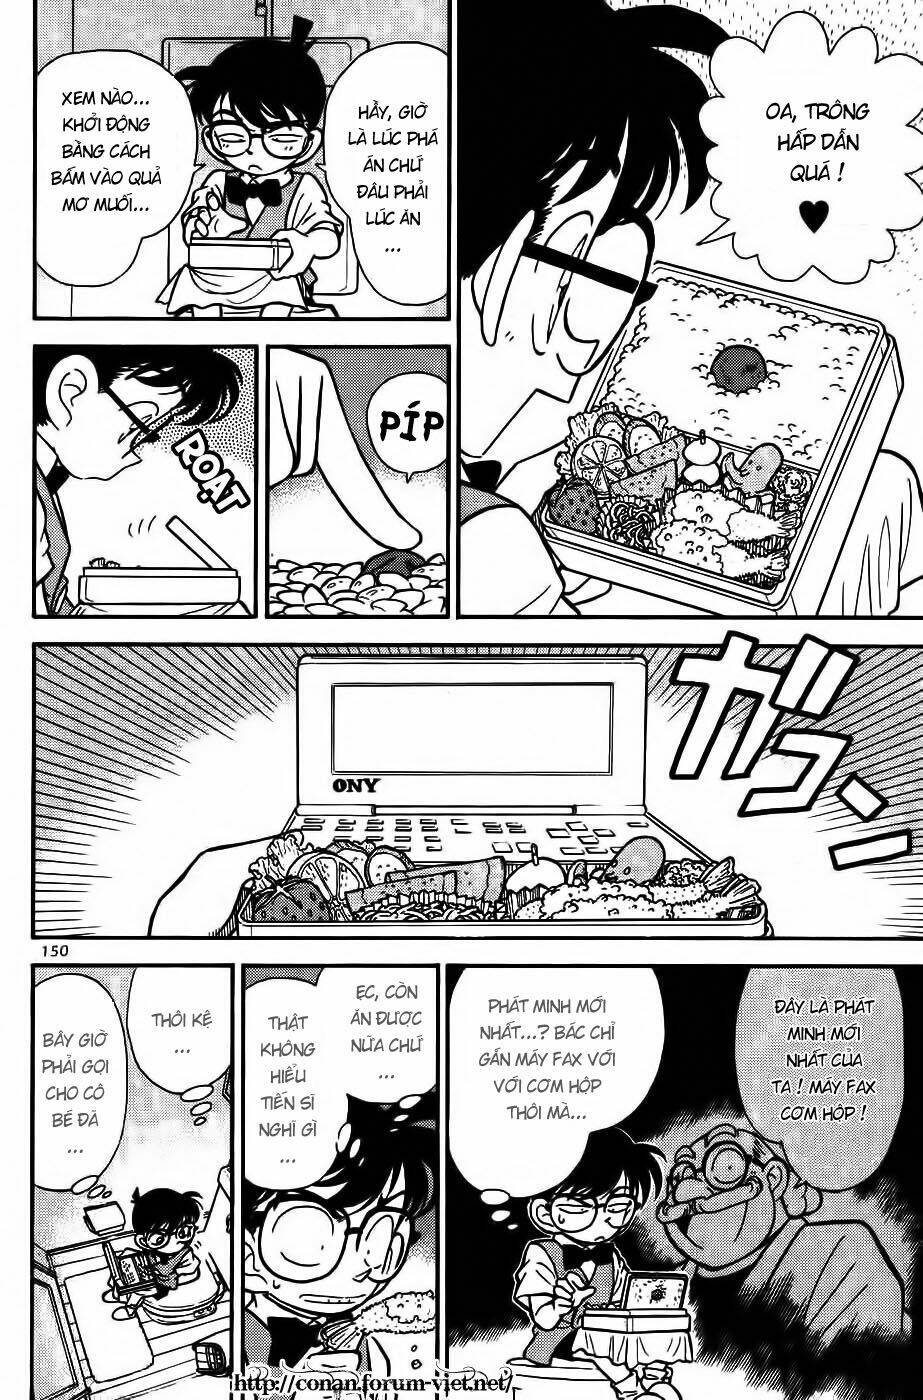 OA, TRÔNG
HẤP DẪN
QUÁ !
♥
HẦY, GIỜ
LÀ LÚC PHÁ
ÁN CHỨ
ĐÂU PHẢI
LÚC ĂN
...
XEM NÀO...
KHỞI ĐỘNG
BẰNG CÁCH
BẤM VÀO QUẢ
MƠ MUỐI...
PÍP
ROẠT
ガコン
ONY
150
ĐÂY LÀ PHÁT
MINH MỚI
NHẤT CỦA
TA ! MÁY FAX
CƠM HỘP !
PHÁT MINH MỚI
NHẤT...? BÁC CHỈ
GẮN MÁY FAX VỚI
VỚI CƠM HỘP
THÔI MÀ...
ẸC, CÒN
ĂN ĐƯỢC
NỮA CHỨ
...
THẬT
KHÔNG
HIỂU
TIẾN SĨ
NGHĨ GÌ
...
THÔI KỆ
...
BÂY GIỜ
PHẢI GỌI
CHO CÔ
BÉ ĐÃ
...
http://conan.forum-viet.net/